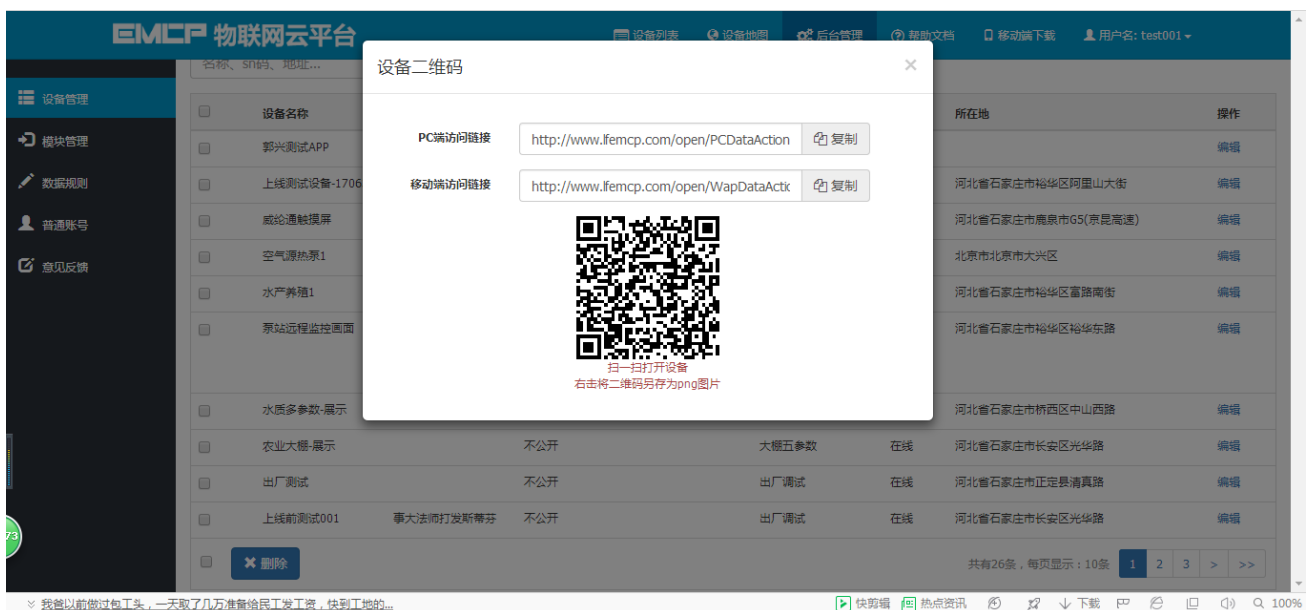 EMCP 物联网云平台
设备列表 设备地图 后台管理 帮助文档 移动端下载 用户名: test001
名称、sn码、地址...
设备二维码 ×
设备管理
模块管理
数据规则
普通账号
意见反馈
设备名称 所在地 操作
PC端访问链接 http://www.lfemcp.com/open/PCDataAction 复制
郭兴测试APP 编辑
移动端访问链接 http://www.lfemcp.com/open/WapDataActic 复制
上线测试设备-1706 河北省石家庄市裕华区阿里山大街 编辑
威纶通触摸屏 河北省石家庄市鹿泉市G5(京昆高速) 编辑
空气源热泵1 北京市北京市大兴区 编辑
水产养殖1 河北省石家庄市裕华区富路南街 编辑
泵站远程监控画面 河北省石家庄市裕华区裕华东路 编辑
扫一扫打开设备
右击将二维码另存为png图片
水质多参数-展示 河北省石家庄市桥西区中山西路 编辑
农业大棚-展示 不公开 大棚五参数 在线 河北省石家庄市长安区光华路 编辑
出厂测试 不公开 出厂调试 在线 河北省石家庄市正定县清真路 编辑
上线前测试001 事大法师打发斯蒂芬 不公开 出厂调试 在线 河北省石家庄市长安区光华路 编辑
73
删除 共有26条，每页显示：10条 1 2 3 > >>
我爸以前做过包工头，一天取了几万准备给民工发工资，快到工地的... 快剪辑 热点资讯 下载 100%